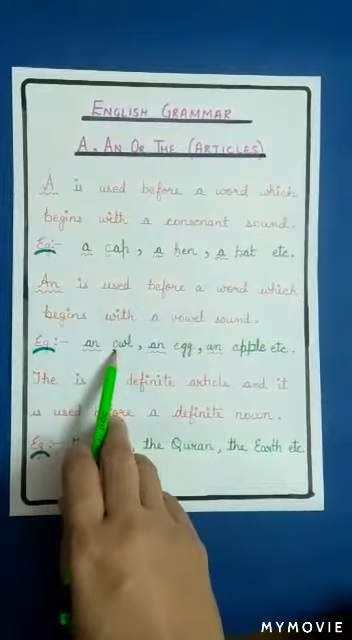 ENGLISH GRAMMAR
A, AN OR THE (ARTICLES)
A is used before a word which
begins with a consonant sound.
Eg:- a cap, a hen, a hat etc.
An is used before a word which
begins with a vowel sound.
Eg:- an owl, an egg, an apple etc.
The is definite article and it
is used before a definite noun.
Eg:- , the Quran, the Earth etc.
MYMOVIE